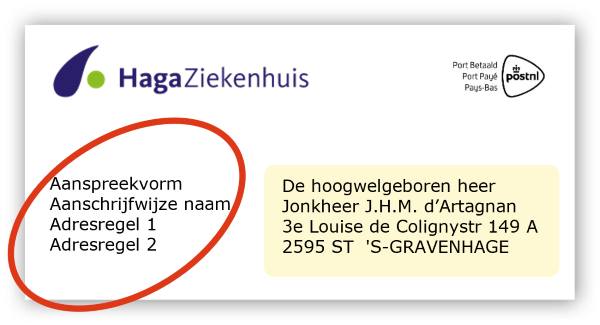 HagaZiekenhuis
Port Betaald
Port Payé
Pays-Bas
postnl
Aanspreekvorm
Aanschrijfwijze naam
Adresregel 1
Adresregel 2
De hoogwelgeboren heer
Jonkheer J.H.M. d’Artagnan
3e Louise de Colignystr 149 A
2595 ST  'S-GRAVENHAGE